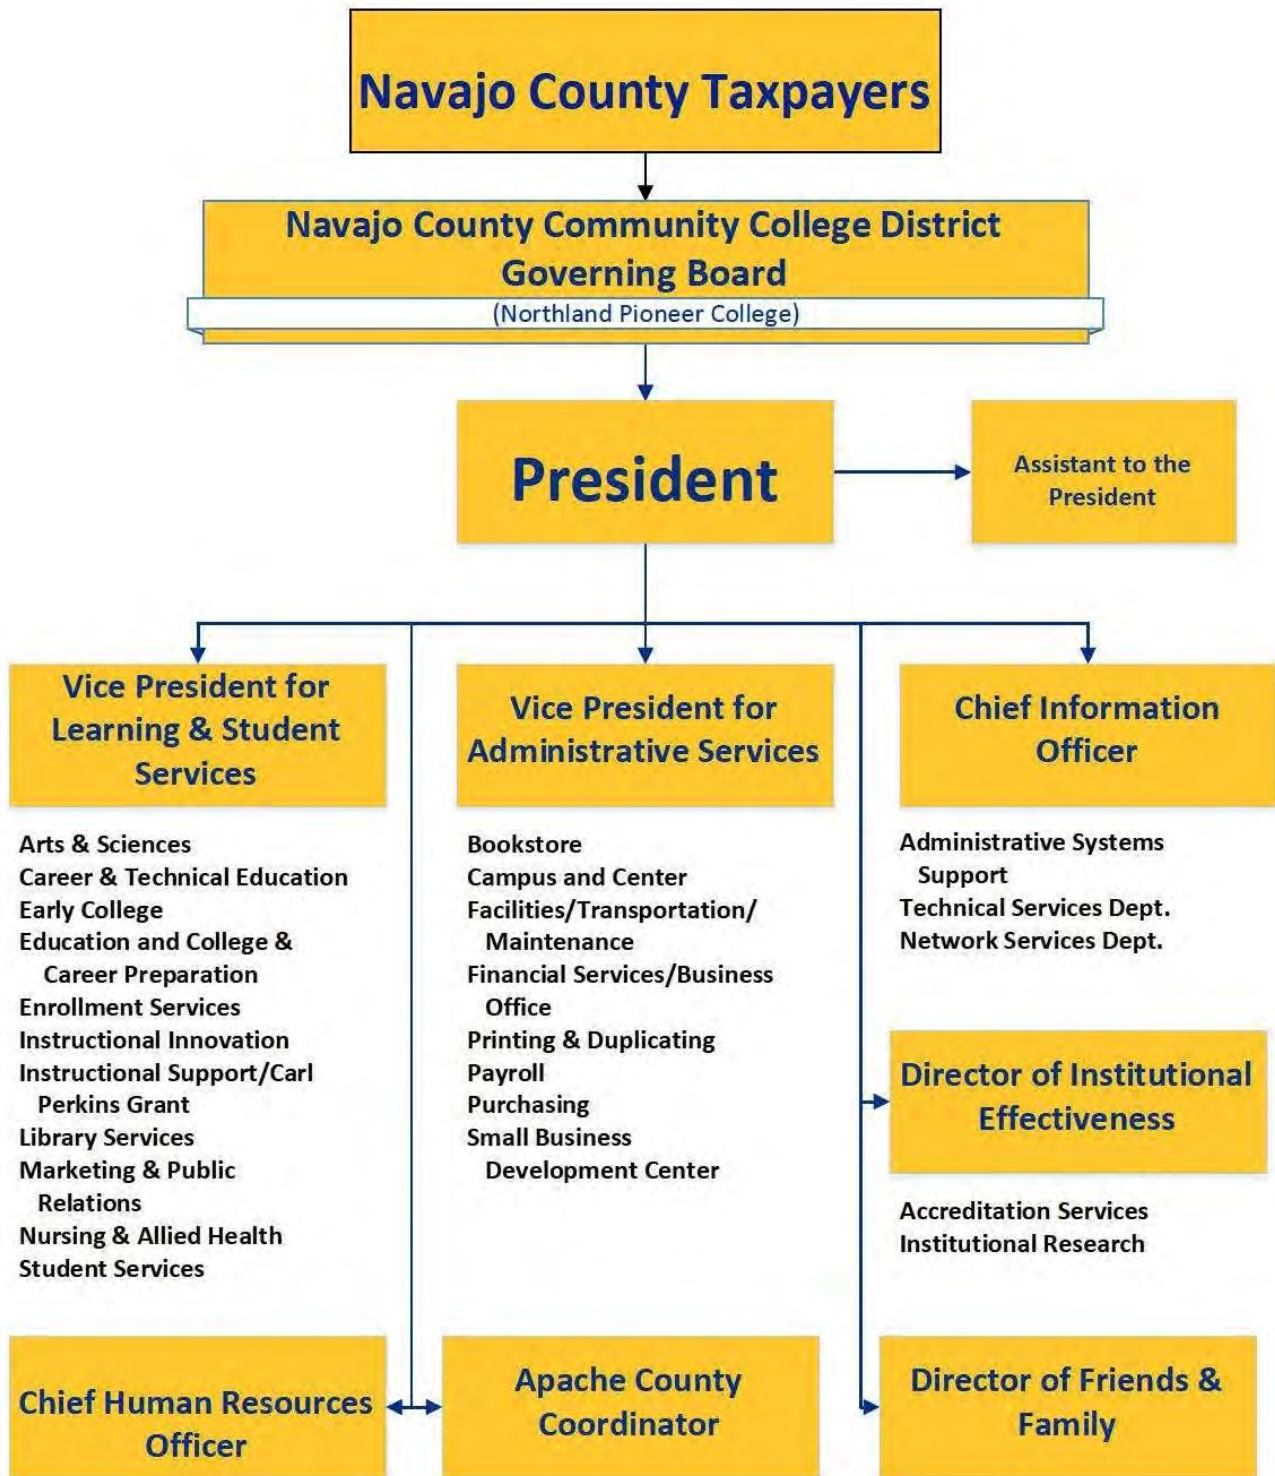 Navajo County Taxpayers
Navajo County Community College District
Governing Board
(Northland Pioneer College)
President
Assistant to the
President
Vice President for
Learning & Student
Services
Arts & Sciences
Career & Technical Education
Early College
Education and College &
Career Preparation
Enrollment Services
Instructional Innovation
Instructional Support/Carl
Perkins Grant
Library Services
Marketing & Public
Relations
Nursing & Allied Health
Student Services
Vice President for
Administrative Services
Bookstore
Campus and Center
Facilities/Transportation/
Maintenance
Financial Services/Business
Office
Printing & Duplicating
Payroll
Purchasing
Small Business
Development Center
Chief Information
Officer
Administrative Systems
Support
Technical Services Dept.
Network Services Dept.
Director of Institutional
Effectiveness
Accreditation Services
Institutional Research
Chief Human Resources
Officer
Apache County
Coordinator
Director of Friends &
Family